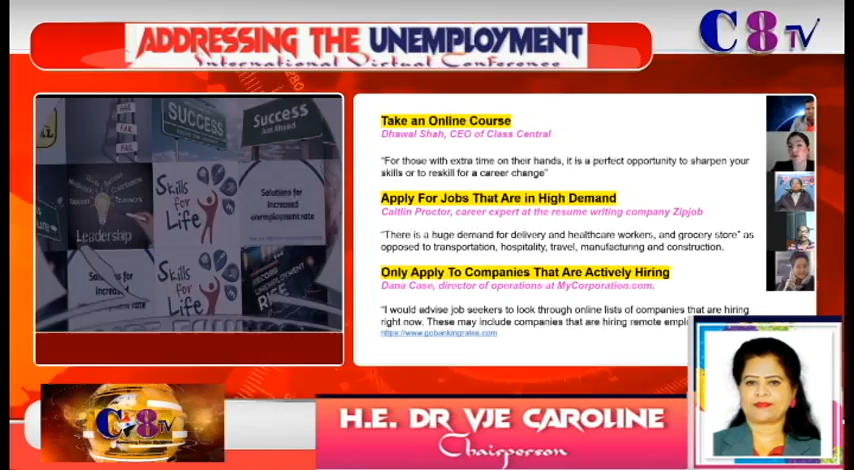 ADDRESSING THE UNEMPLOYMENT
International Virtual Conference
C8TV
SUCCESS
Success
Just Ahead
FAR
FAR
Leadership
Skills
for
Life
Solutions for
increased
unemployment rate
Skills
for
Life
RECORD
UNEMPLOYMENT
RISE
Take an Online Course
Dhawal Shah, CEO of Class Central
"For those with extra time on their hands, it is a perfect opportunity to sharpen your
skills or to reskill for a career change"
Apply For Jobs That Are in High Demand
Caitlin Proctor, career expert at the resume writing company Zipjob
"There is a huge demand for delivery and healthcare workers, and grocery store" as
opposed to transportation, hospitality, travel, manufacturing and construction.
Only Apply To Companies That Are Actively Hiring
Dana Case, director of operations at MyCorporation.com.
"I would advise job seekers to look through online lists of companies that are hiring
right now. These may include companies that are hiring remote
https://www.gobankingrates.com
C8TV
H.E. DR VJE CAROLINE
Chairperson